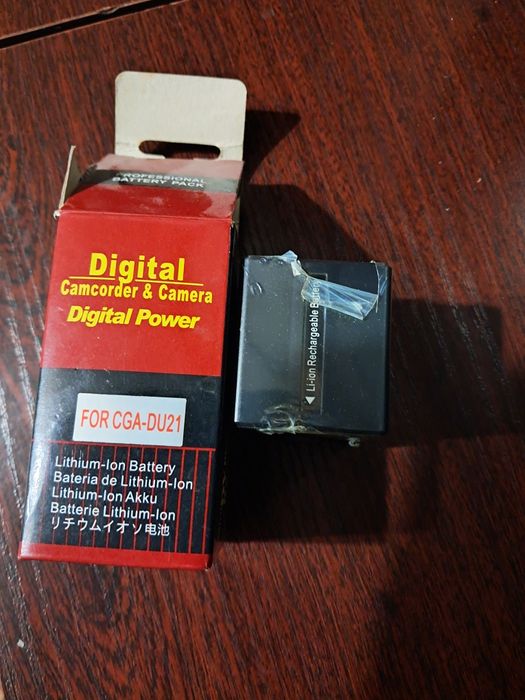 PROFESSIONAL
BATTERY PACK
Digital
Camcorder & Camera
Digital Power
FOR CGA-DU21
Lithium-Ion Battery
Bateria de Lithium-Ion
Lithium-Ion Akku
Batterie Lithium-Ion
リチウムイオソ电池
Li-ion Rechargeable Battery